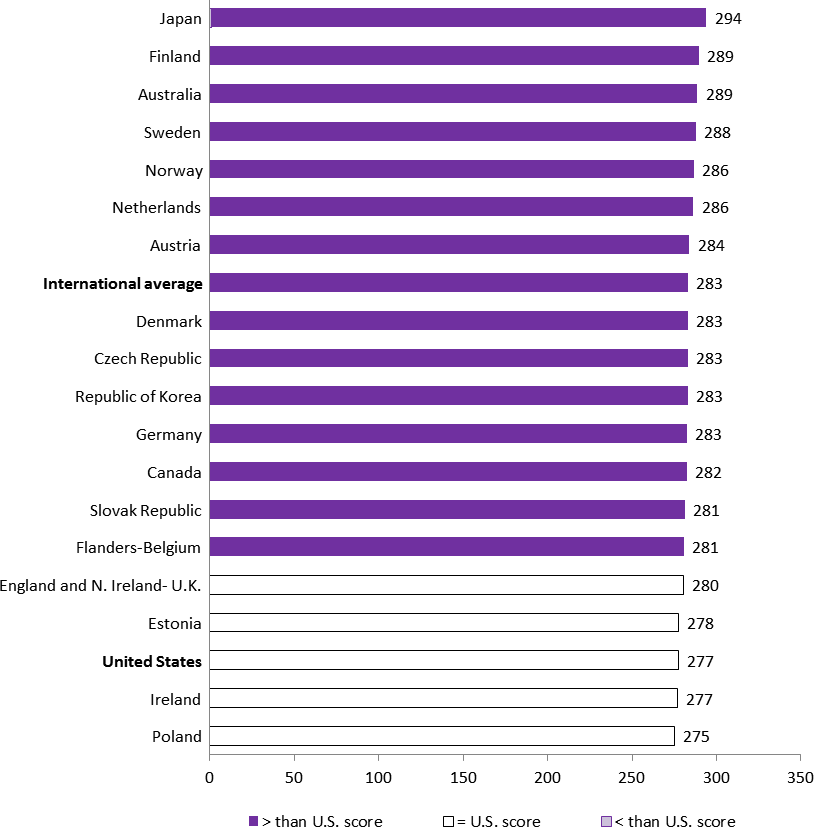 Japan 294
Finland 289
Australia 289
Sweden 288
Norway 286
Netherlands 286
Austria 284
International average 283
Denmark 283
Czech Republic 283
Republic of Korea 283
Germany 283
Canada 282
Slovak Republic 281
Flanders-Belgium 281
England and N. Ireland- U.K. 280
Estonia 278
United States 277
Ireland 277
Poland 275
0 50 100 150 200 250 300 350
> than U.S. score = U.S. score < than U.S. score